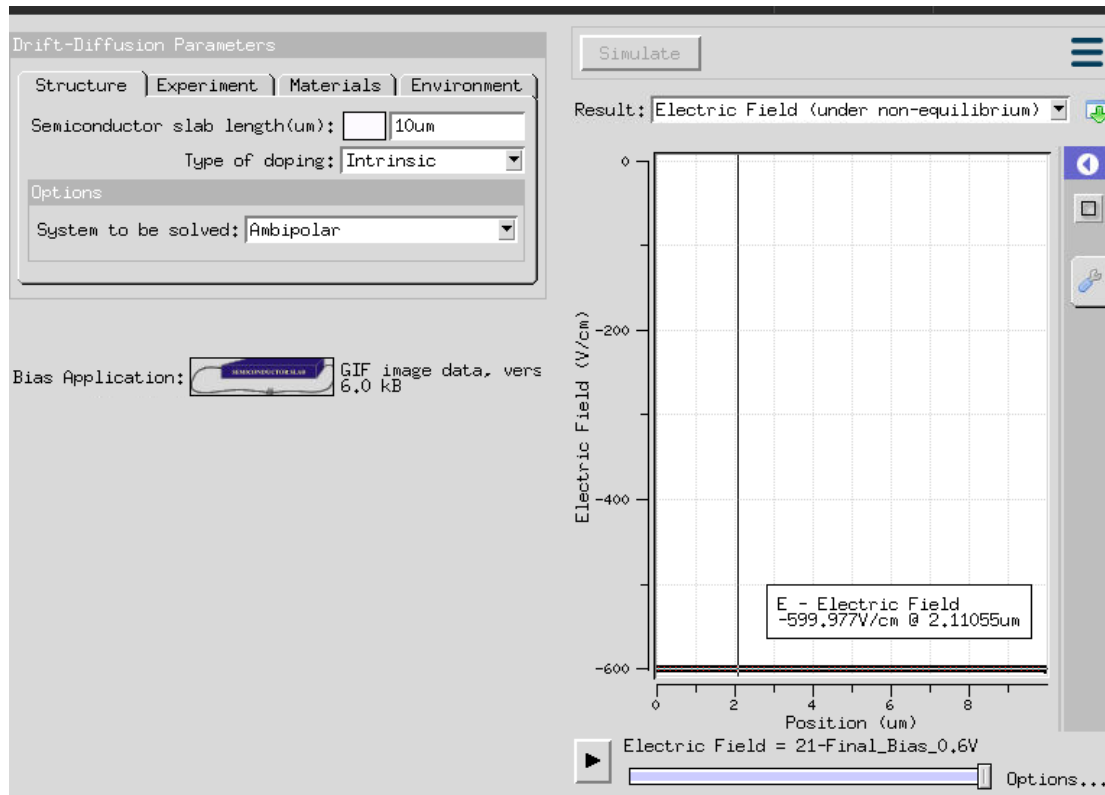 Drift-Diffusion Parameters
Structure Experiment Materials Environment
Semiconductor slab length(um): 10um
Type of doping: Intrinsic
Options
System to be solved: Ambipolar
Bias Application: SEMICONDUCTOR SLAB GIF image data, vers
6.0 kB
Simulate
Result: Electric Field (under non-equilibrium)
Electric Field (V/cm)
0
-200
-400
-600
E - Electric Field
-599.977V/cm @ 2.11055um
0 2 4 6 8
Position (um)
Electric Field = 21-Final_Bias_0.6V
Options...